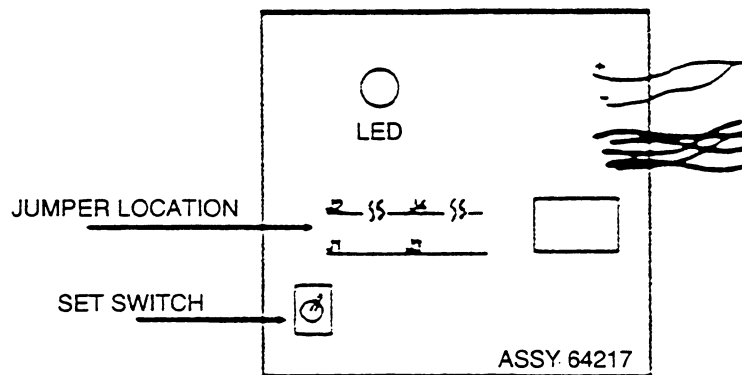 +
-
LED
JUMPER LOCATION
SET SWITCH
ASSY 64217